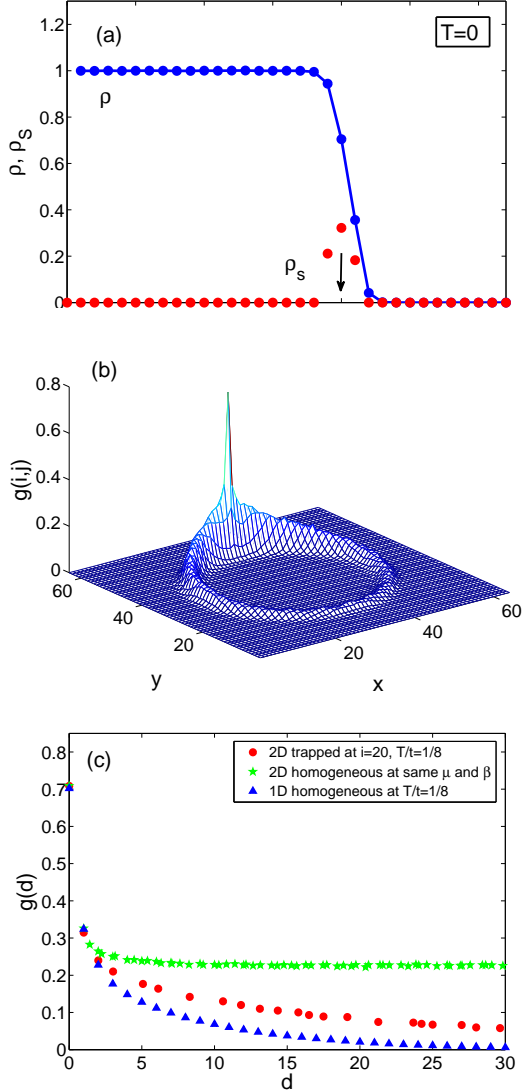 (a)
T=0
1.2
1
0.8
0.6
0.4
0.2
0
ρ, ρS
ρ
ρs
(b)
0.8
0.6
0.4
0.2
0
g(i,j)
60
40
20
y
20
40
60
x
(c)
2D trapped at i=20, T/t=1/8
2D homogeneous at same μ and β
1D homogeneous at T/t=1/8
0.8
0.7
0.6
0.5
0.4
0.3
0.2
0.1
0
g(d)
0 5 10 15 20 25 30
d